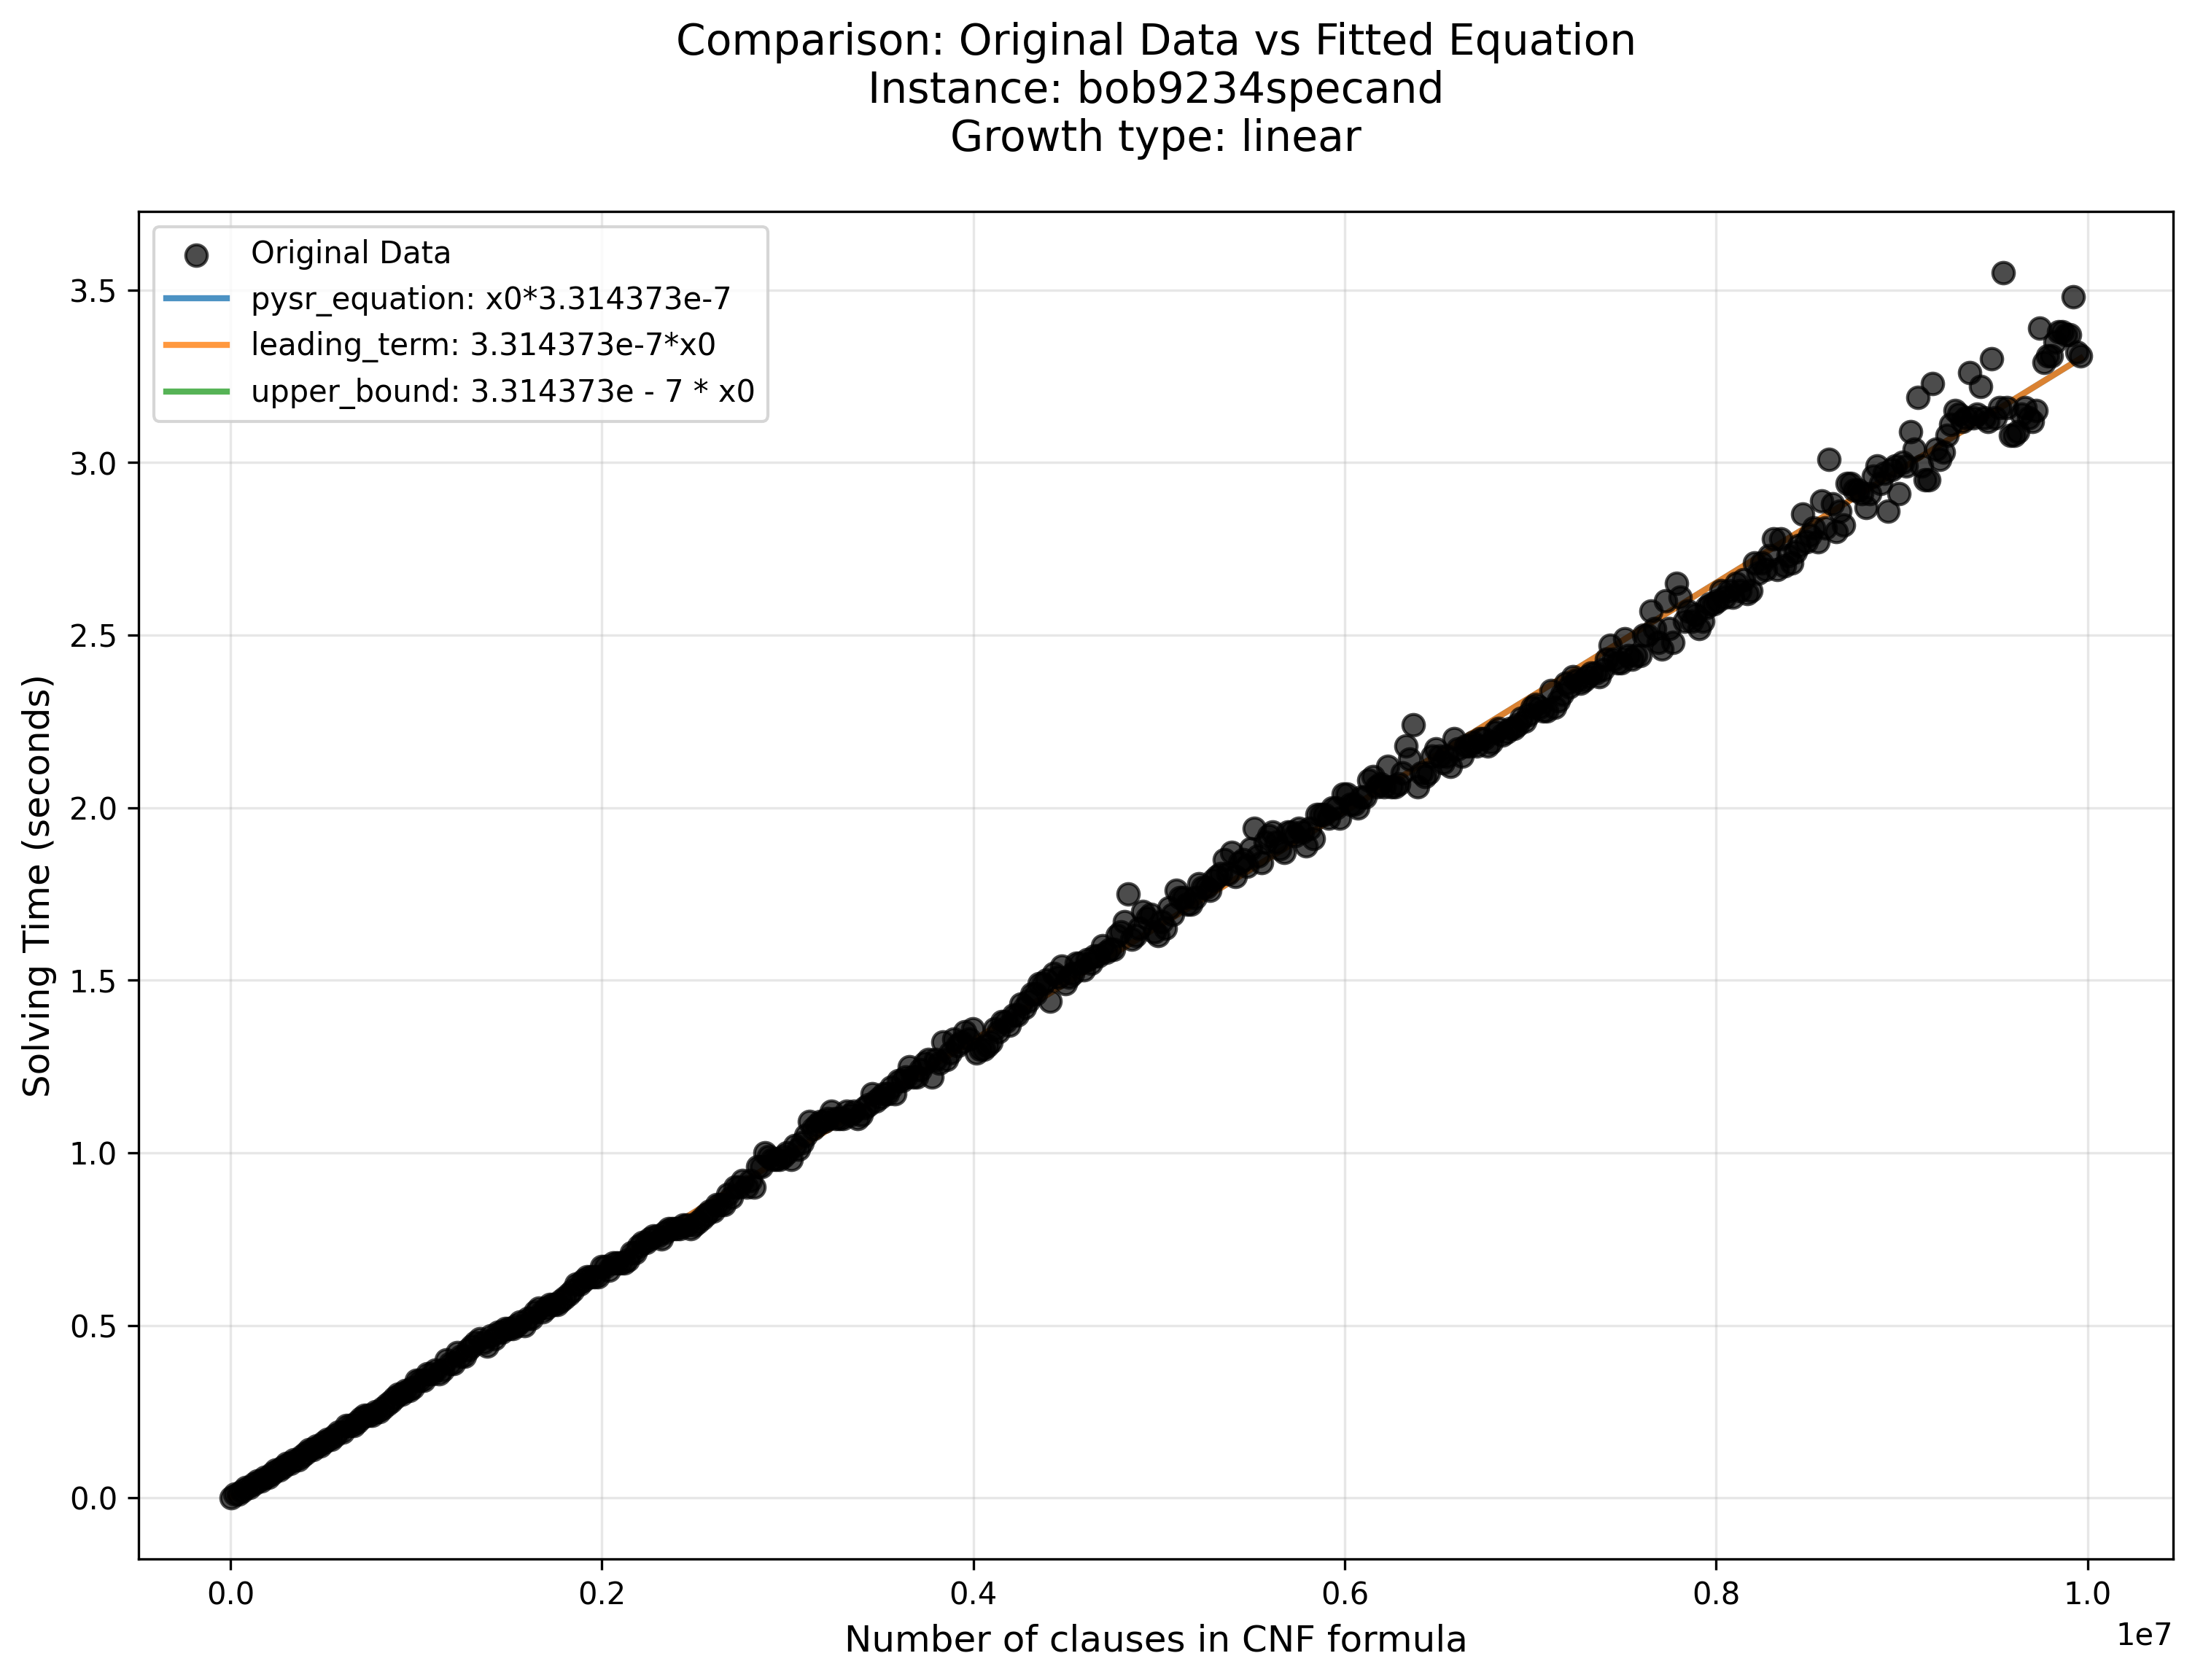 Comparison: Original Data vs Fitted Equation
Instance: bob9234specand
Growth type: linear
Original Data
pysr_equation: x0*3.314373e-7
leading_term: 3.314373e-7*x0
upper_bound: 3.314373e - 7 * x0
Solving Time (seconds)
3.5
3.0
2.5
2.0
1.5
1.0
0.5
0.0
0.0 0.2 0.4 0.6 0.8 1.0
1e7
Number of clauses in CNF formula